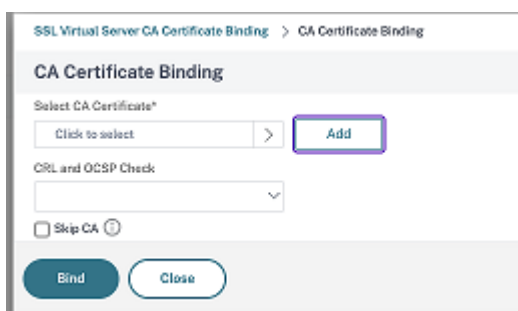 SSL Virtual Server CA Certificate Binding > CA Certificate Binding
CA Certificate Binding
Select CA Certificate*
Click to select > Add
CRL and OCSP Check
Skip CA
Bind Close